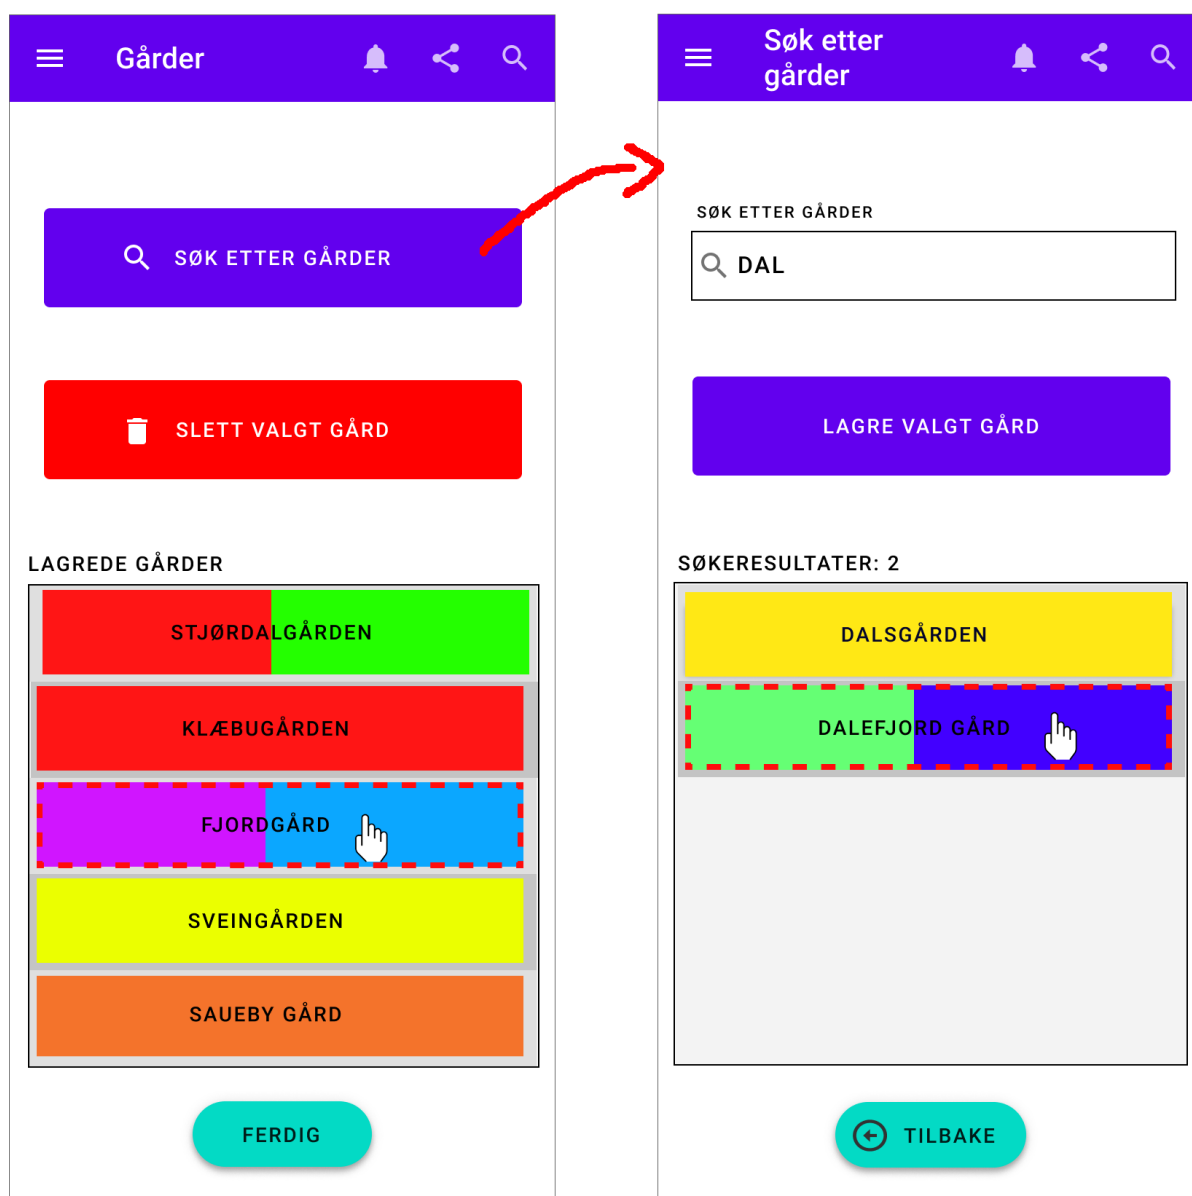 Gårder
SØK ETTER GÅRDER
SLETT VALGT GÅRD
LAGREDE GÅRDER
STJØRDALGÅRDEN
KLÆBUGÅRDEN
FJORDGÅRD
SVEINGÅRDEN
SAUEBY GÅRD
FERDIG
Søk etter
gårder
SØK ETTER GÅRDER
DAL
LAGRE VALGT GÅRD
SØKERESULTATER: 2
DALSGÅRDEN
DALEFJORD GÅRD
TILBAKE